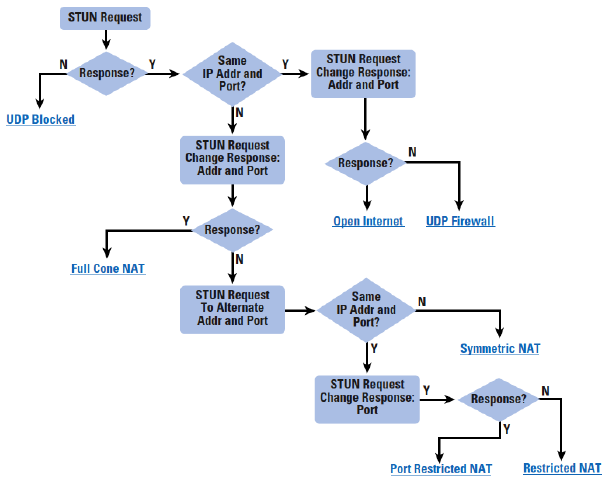 STUN Request
N
Response?
Y
Same
IP Addr and
Port?
Y
STUN Request
Change Response:
Addr and Port
UDP Blocked
N
STUN Request
Change Response:
Addr and Port
Response?
N
Open Internet
UDP Firewall
Y
Response?
Full Cone NAT
N
STUN Request
To Alternate
Addr and Port
Same
IP Addr and
Port?
N
Symmetric NAT
Y
STUN Request
Change Response:
Port
Y
Response?
N
Y
Port Restricted NAT
Restricted NAT